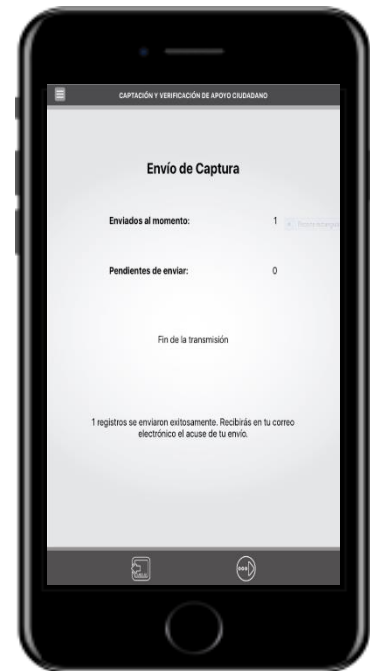 CAPTACIÓN Y VERIFICACIÓN DE APOYO CIUDADANO
Envío de Captura
Enviados al momento: 1
Pendientes de enviar: 0
Fin de la transmisión
1 registros se enviaron exitosamente. Recibirás en tu correo
electrónico el acuse de tu envío.